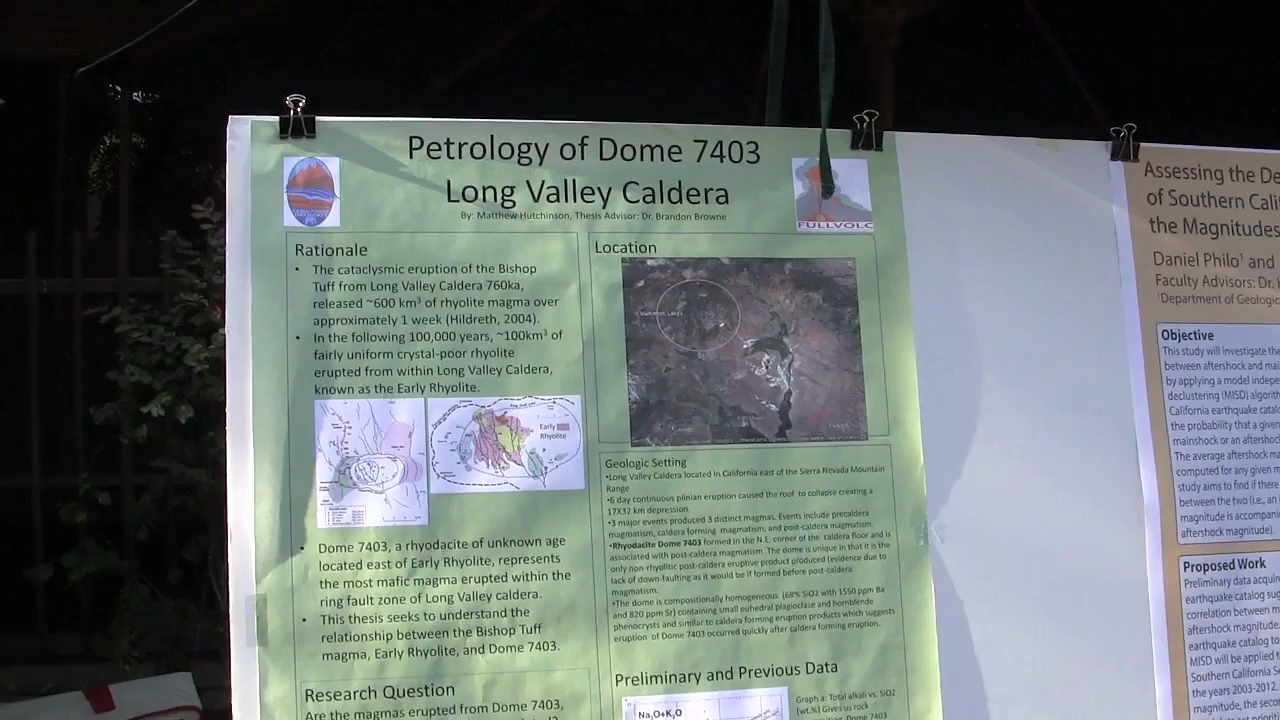 Petrology of Dome 7403
Long Valley Caldera
By: Matthew Hutchinson, Thesis Advisor: Dr. Brandon Browne
FULLVOLC
Rationale
• The cataclysmic eruption of the Bishop
Tuff from Long Valley Caldera 760ka,
released ~600 km³ of rhyolite magma over
approximately 1 week (Hildreth, 2004).
• In the following 100,000 years, ~100km³ of
fairly uniform crystal-poor rhyolite
erupted from within Long Valley Caldera,
known as the Early Rhyolite.
Early
Rhyolite
• Dome 7403, a rhyodacite of unknown age
located east of Early Rhyolite, represents
the most mafic magma erupted within the
ring fault zone of Long Valley caldera.
• This thesis seeks to understand the
relationship between the Bishop Tuff
magma, Early Rhyolite, and Dome 7403.
Research Question
Are the magmas erupted from Dome 7403,
Location
Mammoth Lakes
Geologic Setting
•Long Valley Caldera located in California east of the Sierra Nevada Mountain
Range
•6 day continuous plinian eruption caused the roof to collapse creating a
17X32 km depression
•3 major events produced 3 distinct magmas. Events include precaldera
magmatism, caldera forming magmatism, and post-caldera magmatism.
•Rhyodacite Dome 7403 formed in the N.E. corner of the caldera floor and is
associated with post-caldera magmatism. The dome is unique in that it is the
only non-rhyolitic post-caldera eruptive product produced (evidence due to
lack of down-faulting as it would be if formed before post-caldera
magmatism.
•The dome is compositionally homogeneous (68% SiO2 with 1550 ppm Ba
and 820 ppm Sr) containing small euhedral plagioclase and hornblende
phenocrysts and similar to caldera forming eruption products which suggests
eruption of Dome 7403 occurred quickly after caldera forming eruption.
Preliminary and Previous Data
Na₂O+K₂O
Graph a: Total alkali vs. SiO2
(wt.%) Gives us rock
Dome 7403
Assessing the De
of Southern Cali
the Magnitudes
Daniel Philo¹ and
Faculty Advisors: Dr.
¹Department of Geologic
Objective
This study will investigate the
between aftershock and mai
by applying a model indepe
declustering (MISD) algorith
California earthquake catal
the probability that a given
mainshock or an aftershoc
The average aftershock ma
computed for any given m
study aims to find if there
between the two (i.e., an
magnitude is accompani
aftershock magnitude).
Proposed Work
Preliminary data acquire
earthquake catalog sug
correlation between m
aftershock magnitude.
earthquake catalog to
MISD will be applied t
Southern California Se
the years 2003-2012.
magnitude, the seco